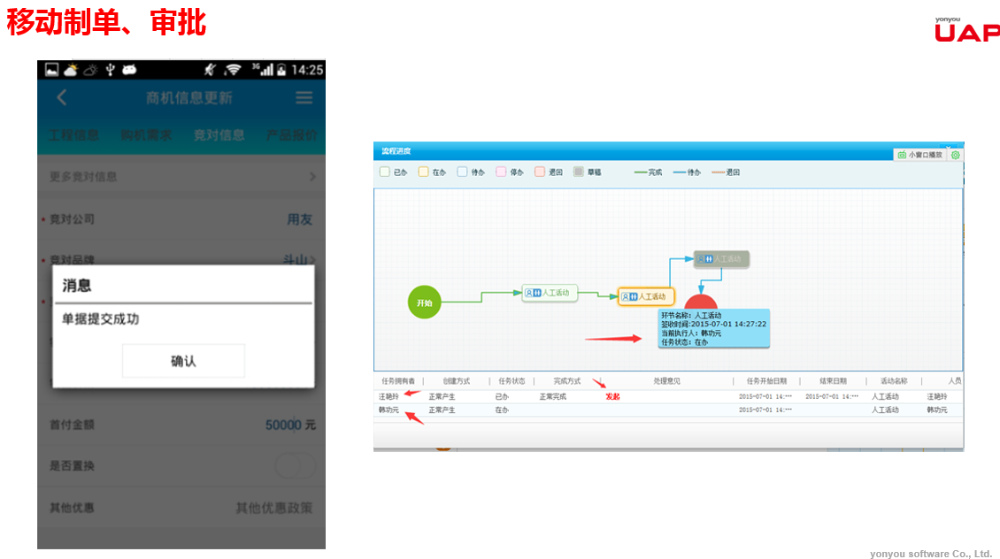 移动制单、审批
yonyou
UAP
3G 14:25
商机信息更新
工程信息 购机需求 竞对信息 产品报价
更多竞对信息
竞对公司 用友
竞对品牌 斗山
消息
单据提交成功
确认
首付金额 50000 元
是否置换
其他优惠 其他优惠政策
流程进度
小窗口播放
已办 在办 待办 停办 退回 草稿 完成 待办 退回
人工活动
开始
人工活动
人工活动
环节名称: 人工活动
签收时间:2015-07-01 14:27:22
当前执行人: 韩功元
任务状态: 在办
任务拥有者 创建方式 任务状态 完成方式 处理意见 任务开始日期 结束日期 活动名称 人员
汪艳玲 正常产生 已办 正常完成 发起 2015-07-01 14:··· 2015-07-01 14:··· 人工活动 汪艳玲
韩功元 正常产生 在办 2015-07-01 14:··· 人工活动 韩功元
yonyou software Co., Ltd.